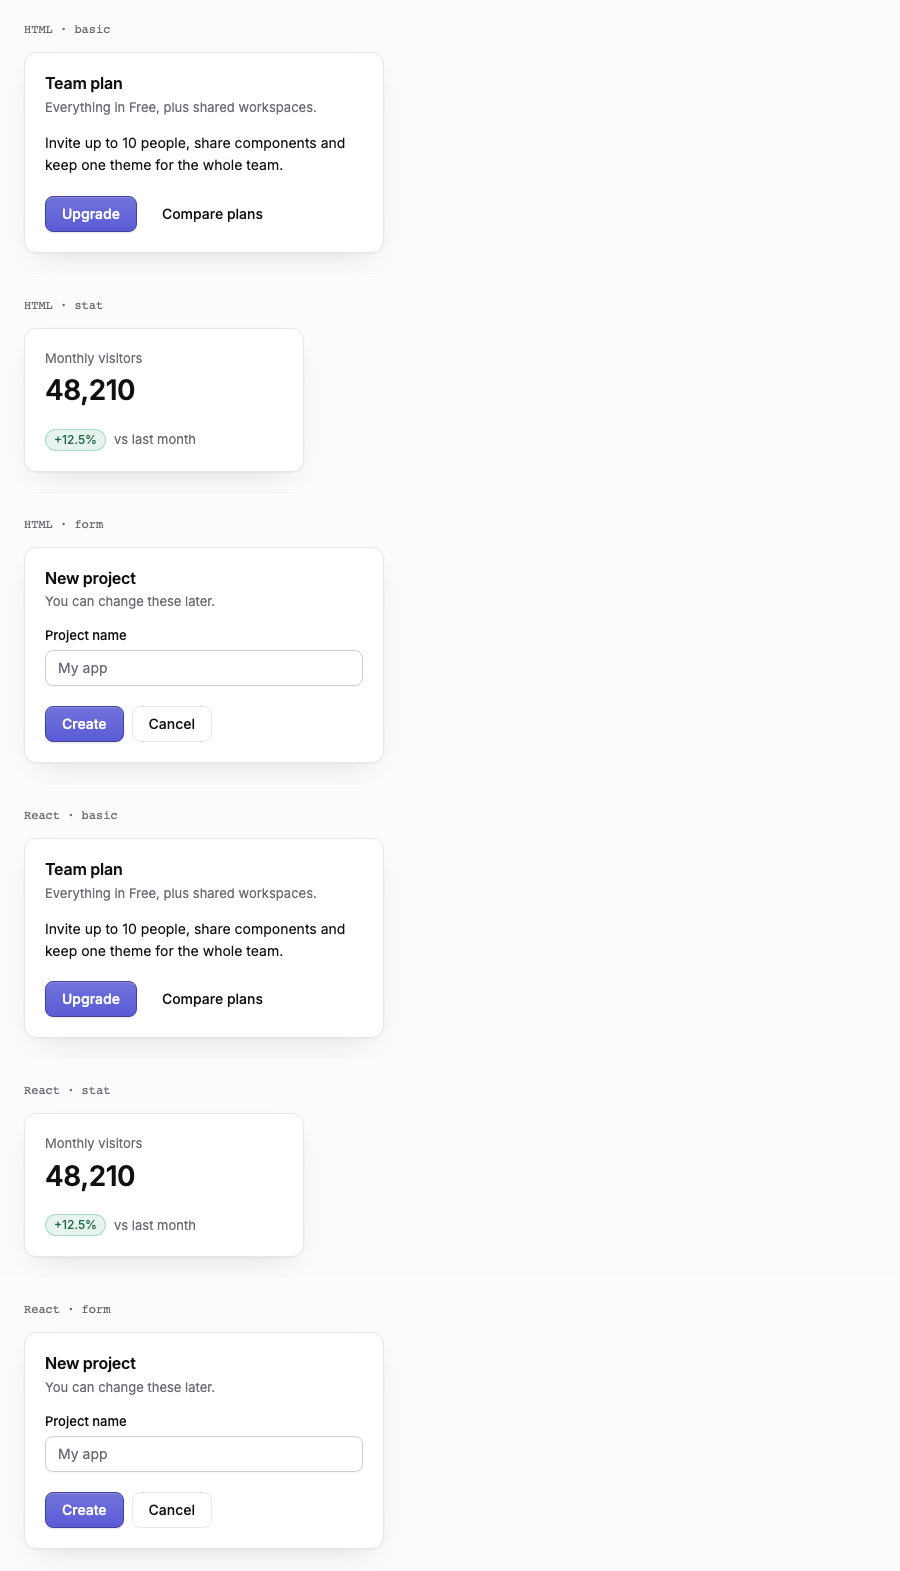 HTML · basic
Team plan
Everything in Free, plus shared workspaces.
Invite up to 10 people, share components and
keep one theme for the whole team.
Upgrade Compare plans
HTML · stat
Monthly visitors
48,210
+12.5% vs last month
HTML · form
New project
You can change these later.
Project name
My app
Create Cancel
React · basic
Team plan
Everything in Free, plus shared workspaces.
Invite up to 10 people, share components and
keep one theme for the whole team.
Upgrade Compare plans
React · stat
Monthly visitors
48,210
+12.5% vs last month
React · form
New project
You can change these later.
Project name
My app
Create Cancel